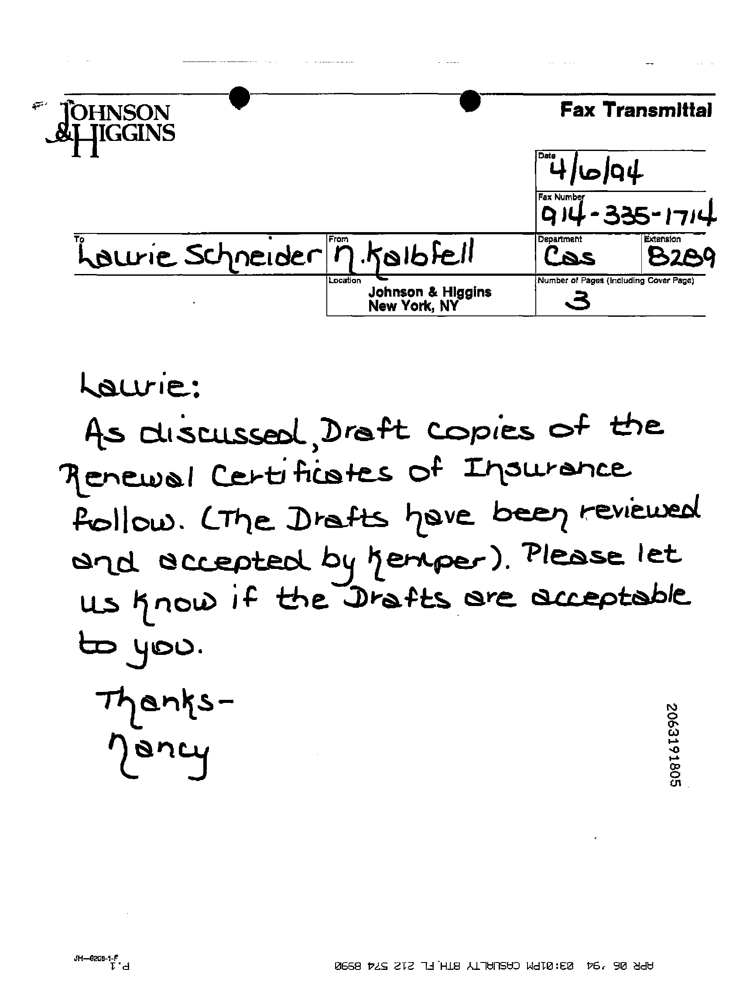 JOHNSON
& HIGGINS
Fax Transmittal
Date
4/6/94
Fax Number
914-335-1714
To
Laurie Schneider
From
N. Kalbfell
Department
Cas
Extension
8289
Location
Johnson & Higgins
New York, NY
Number of Pages (Including Cover Page)
3
Laurie:
As discussed, Draft copies of the
Renewal Certificates of Insurance
follow. (The Drafts have been reviewed
and accepted by Kemper). Please let
us know if the Drafts are acceptable
to you.
Thanks-
Nancy
2063191805
JH-6208-1-F
P.1
APR 06 '94 03:01PM CASUALTY 8TH FL 212 574 8990